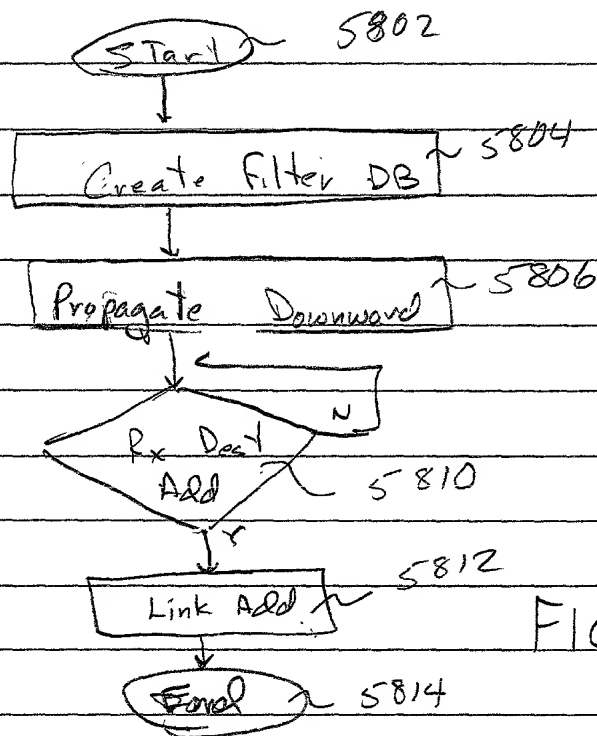 START 5802
Create Filter DB 5804
Propagate Downward 5806
N
Rx Dest
Add 5810
Y
Link Add 5812
FIG
End 5814